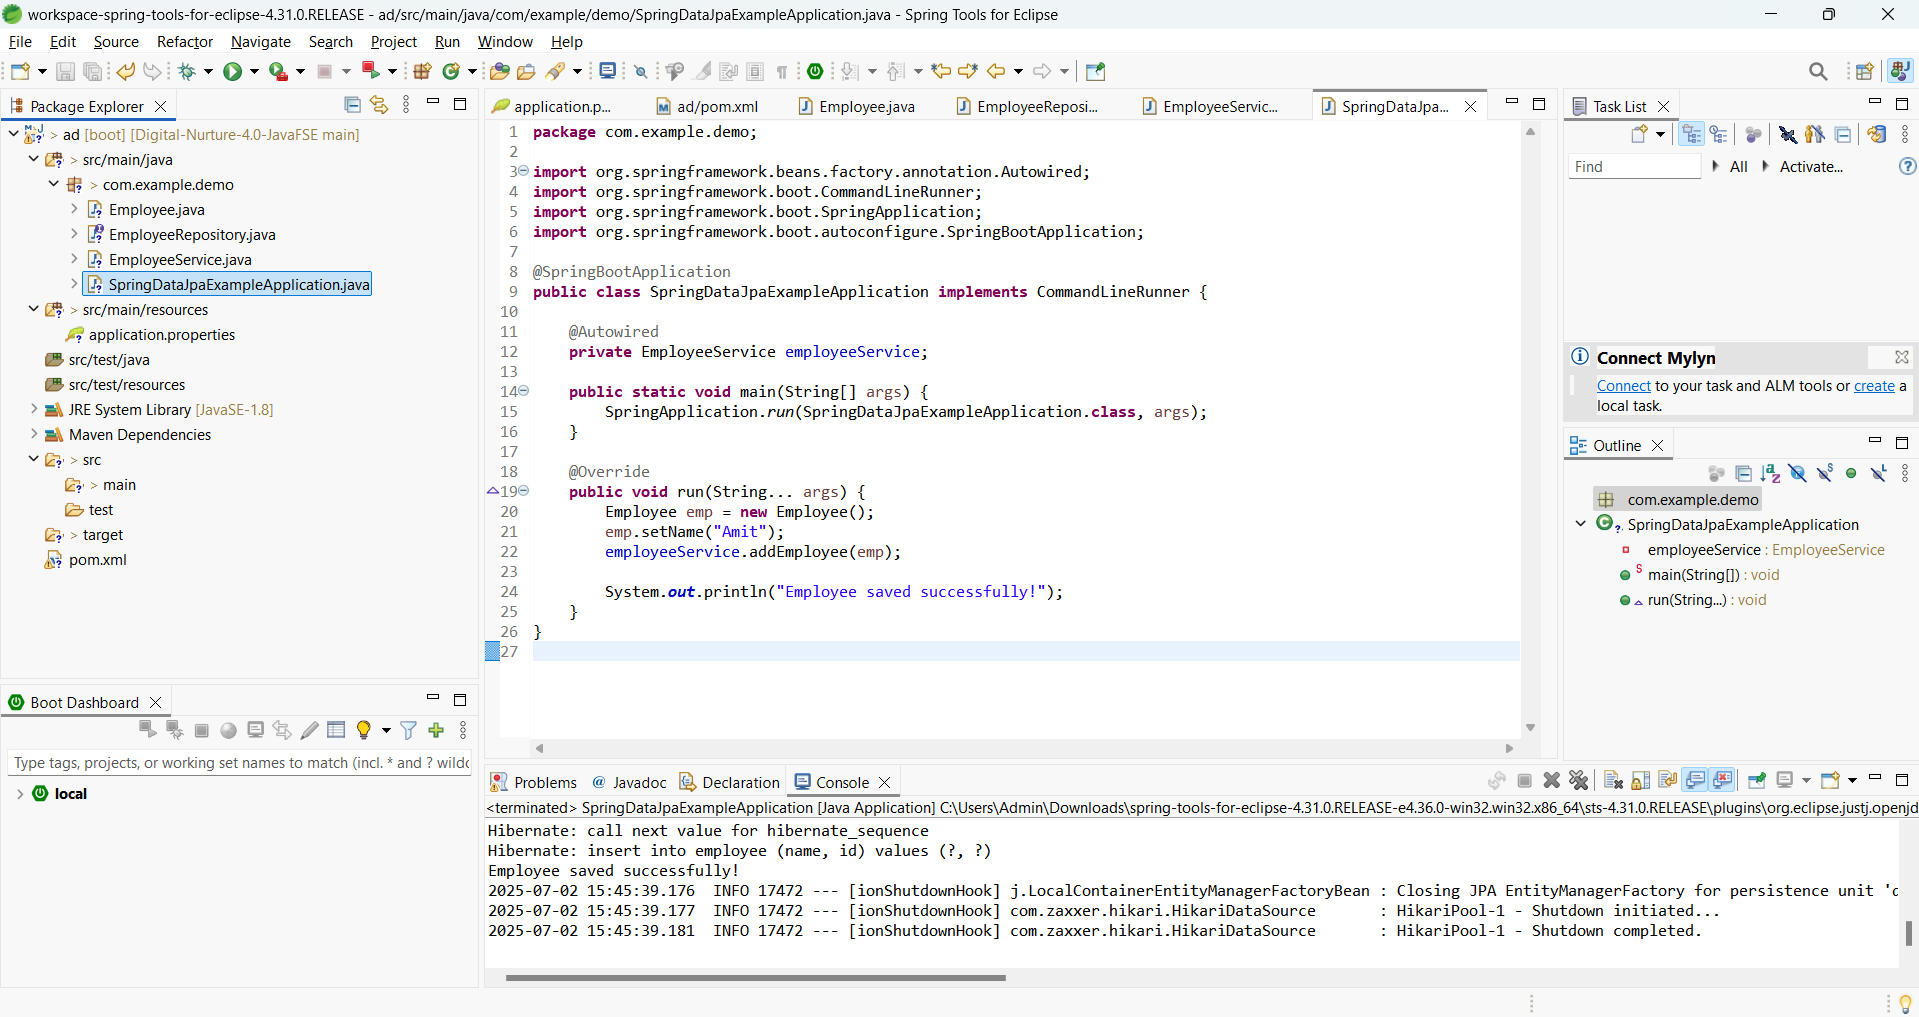 workspace-spring-tools-for-eclipse-4.31.0.RELEASE - ad/src/main/java/com/example/demo/SpringDataJpaExampleApplication.java - Spring Tools for Eclipse
File Edit Source Refactor Navigate Search Project Run Window Help
Package Explorer
ad [boot] [Digital-Nurture-4.0-JavaFSE main]
src/main/java
com.example.demo
Employee.java
EmployeeRepository.java
EmployeeService.java
SpringDataJpaExampleApplication.java
src/main/resources
application.properties
src/test/java
src/test/resources
JRE System Library [JavaSE-1.8]
Maven Dependencies
src
main
test
target
pom.xml
Boot Dashboard
Type tags, projects, or working set names to match (incl. * and ? wildc
local
application.p... ad/pom.xml Employee.java EmployeeReposi... EmployeeServic... SpringDataJpa...
1 package com.example.demo;
2
3 import org.springframework.beans.factory.annotation.Autowired;
4 import org.springframework.boot.CommandLineRunner;
5 import org.springframework.boot.SpringApplication;
6 import org.springframework.boot.autoconfigure.SpringBootApplication;
7
8 @SpringBootApplication
9 public class SpringDataJpaExampleApplication implements CommandLineRunner {
10
11 @Autowired
12 private EmployeeService employeeService;
13
14 public static void main(String[] args) {
15 SpringApplication.run(SpringDataJpaExampleApplication.class, args);
16 }
17
18 @Override
19 public void run(String... args) {
20 Employee emp = new Employee();
21 emp.setName("Amit");
22 employeeService.addEmployee(emp);
23
24 System.out.println("Employee saved successfully!");
25 }
26 }
27
Problems @ Javadoc Declaration Console
<terminated> SpringDataJpaExampleApplication [Java Application] C:\Users\Admin\Downloads\spring-tools-for-eclipse-4.31.0.RELEASE-e4.36.0-win32.win32.x86_64\sts-4.31.0.RELEASE\plugins\org.eclipse.justj.openjd
Hibernate: call next value for hibernate_sequence
Hibernate: insert into employee (name, id) values (?, ?)
Employee saved successfully!
2025-07-02 15:45:39.176 INFO 17472 --- [ionShutdownHook] j.LocalContainerEntityManagerFactoryBean : Closing JPA EntityManagerFactory for persistence unit 'd
2025-07-02 15:45:39.177 INFO 17472 --- [ionShutdownHook] com.zaxxer.hikari.HikariDataSource : HikariPool-1 - Shutdown initiated...
2025-07-02 15:45:39.181 INFO 17472 --- [ionShutdownHook] com.zaxxer.hikari.HikariDataSource : HikariPool-1 - Shutdown completed.
Task List
Find All Activate...
Connect Mylyn
Connect to your task and ALM tools or create a
local task.
Outline
com.example.demo
SpringDataJpaExampleApplication
employeeService : EmployeeService
main(String[]) : void
run(String...) : void